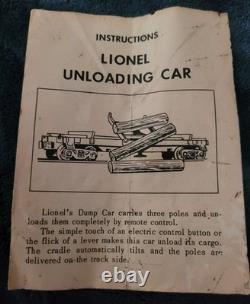 INSTRUCTIONS
LIONEL
UNLOADING CAR
Lionel's Dump Car carries three poles and un-
loads them completely by remote control.
The simple touch of an electric control button or
the flick of a lever makes this car unload its cargo.
The cradle automatically tilts and the poles are
delivered on the track side.
worthpoint.com